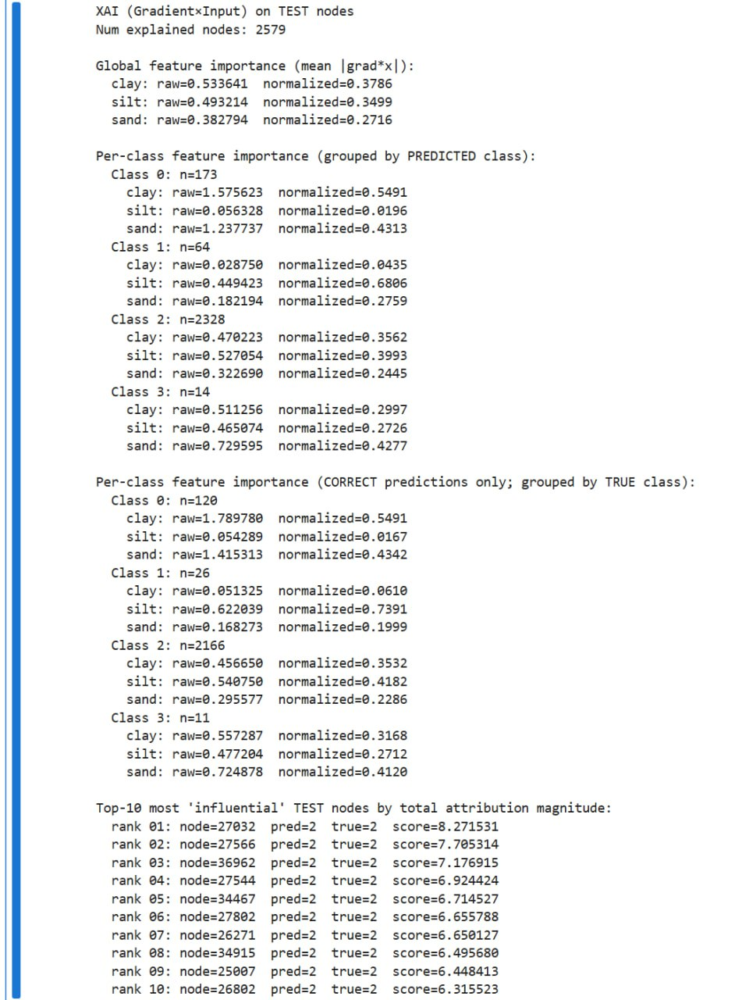 XAI (Gradient×Input) on TEST nodes
Num explained nodes: 2579
Global feature importance (mean |grad*x|):
clay: raw=0.533641 normalized=0.3786
silt: raw=0.493214 normalized=0.3499
sand: raw=0.382794 normalized=0.2716
Per-class feature importance (grouped by PREDICTED class):
Class 0: n=173
clay: raw=1.575623 normalized=0.5491
silt: raw=0.056328 normalized=0.0196
sand: raw=1.237737 normalized=0.4313
Class 1: n=64
clay: raw=0.028750 normalized=0.0435
silt: raw=0.449423 normalized=0.6806
sand: raw=0.182194 normalized=0.2759
Class 2: n=2328
clay: raw=0.470223 normalized=0.3562
silt: raw=0.527054 normalized=0.3993
sand: raw=0.322690 normalized=0.2445
Class 3: n=14
clay: raw=0.511256 normalized=0.2997
silt: raw=0.465074 normalized=0.2726
sand: raw=0.729595 normalized=0.4277
Per-class feature importance (CORRECT predictions only; grouped by TRUE class):
Class 0: n=120
clay: raw=1.789780 normalized=0.5491
silt: raw=0.054289 normalized=0.0167
sand: raw=1.415313 normalized=0.4342
Class 1: n=26
clay: raw=0.051325 normalized=0.0610
silt: raw=0.622039 normalized=0.7391
sand: raw=0.168273 normalized=0.1999
Class 2: n=2166
clay: raw=0.456650 normalized=0.3532
silt: raw=0.540750 normalized=0.4182
sand: raw=0.295577 normalized=0.2286
Class 3: n=11
clay: raw=0.557287 normalized=0.3168
silt: raw=0.477204 normalized=0.2712
sand: raw=0.724878 normalized=0.4120
Top-10 most 'influential' TEST nodes by total attribution magnitude:
rank 01: node=27032 pred=2 true=2 score=8.271531
rank 02: node=27566 pred=2 true=2 score=7.705314
rank 03: node=36962 pred=2 true=2 score=7.176915
rank 04: node=27544 pred=2 true=2 score=6.924424
rank 05: node=34467 pred=2 true=2 score=6.714527
rank 06: node=27802 pred=2 true=2 score=6.655788
rank 07: node=26271 pred=2 true=2 score=6.650127
rank 08: node=34915 pred=2 true=2 score=6.495680
rank 09: node=25007 pred=2 true=2 score=6.448413
rank 10: node=26802 pred=2 true=2 score=6.315523